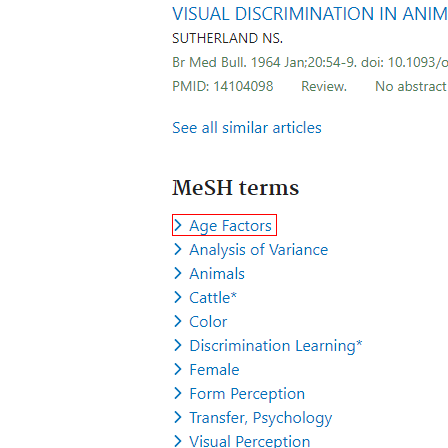 VISUAL DISCRIMINATION IN ANIM
SUTHERLAND NS.
Br Med Bull. 1964 Jan;20:54-9. doi: 10.1093/o
PMID: 14104098 Review. No abstract
See all similar articles
MeSH terms
Age Factors
Analysis of Variance
Animals
Cattle*
Color
Discrimination Learning*
Female
Form Perception
Transfer, Psychology
Visual Perception